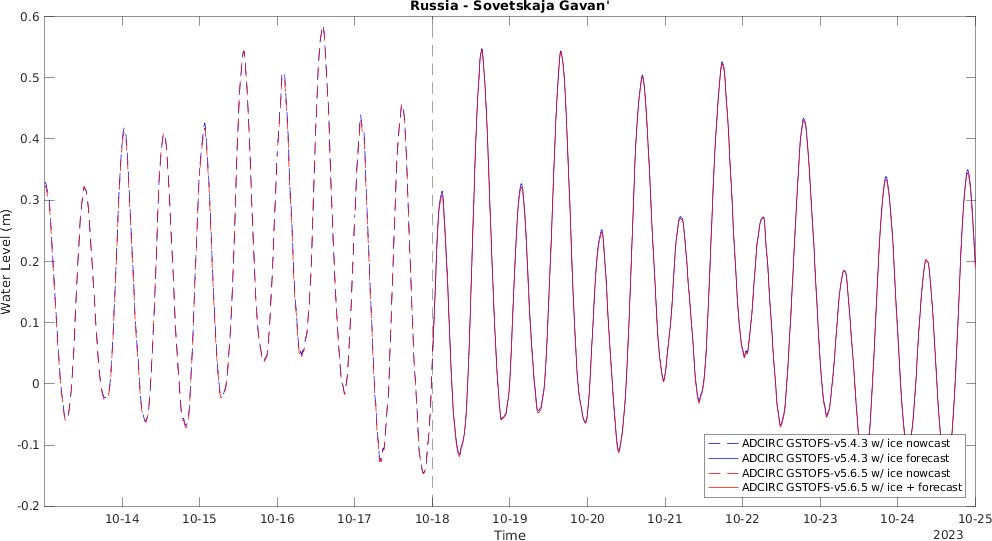 Russia - Sovetskaja Gavan'
Water Level (m)
0.6
0.5
0.4
0.3
0.2
0.1
0
-0.1
-0.2
ADCIRC GSTOFS-v5.4.3 w/ ice nowcast
ADCIRC GSTOFS-v5.4.3 w/ ice forecast
ADCIRC GSTOFS-v5.6.5 w/ ice nowcast
ADCIRC GSTOFS-v5.6.5 w/ ice + forecast
10-14 10-15 10-16 10-17 10-18 10-19 10-20 10-21 10-22 10-23 10-24 10-25
Time
2023